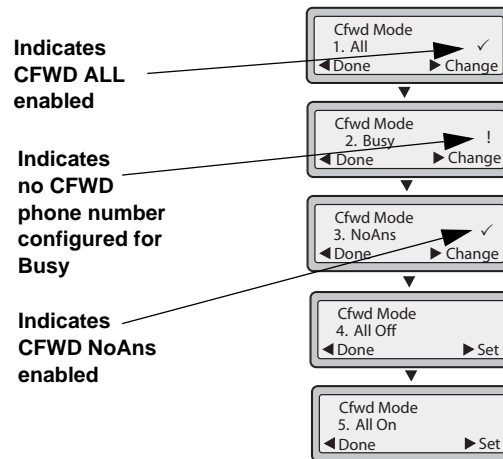 Indicates
CFWD ALL
enabled
Indicates
no CFWD
phone number
configured for
Busy
Indicates
CFWD NoAns
enabled
Cfwd Mode
1. All ✓
◀Done ▶Change
▼
Cfwd Mode
2. Busy !
◀Done ▶Change
▼
Cfwd Mode
3. NoAns ✓
◀Done ▶Change
▼
Cfwd Mode
4. All Off
◀Done ▶Set
▼
Cfwd Mode
5. All On
◀Done ▶Set